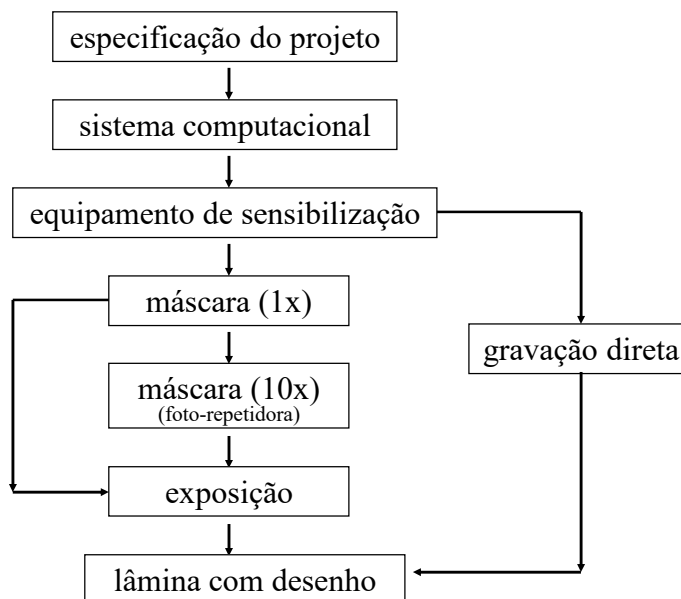 especificação do projeto
sistema computacional
equipamento de sensibilização
máscara (1x)
gravação direta
máscara (10x)
(foto-repetidora)
exposição
lâmina com desenho